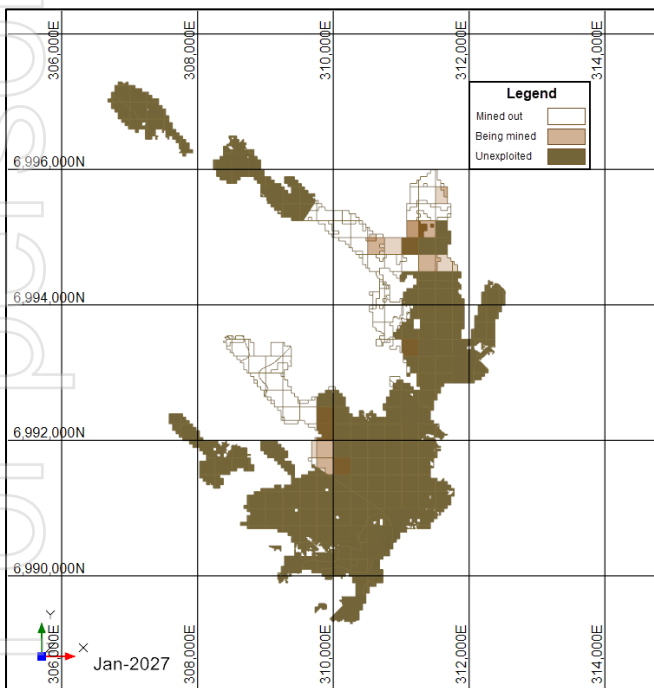 306,000E
308,000E
310,000E
312,000E
314,000E
Legend
Mined out
Being mined
Unexploited
6,996,000N
6,994,000N
6,992,000N
6,990,000N
306,000E
308,000E
310,000E
312,000E
314,000E
Y
X
Jan-2027